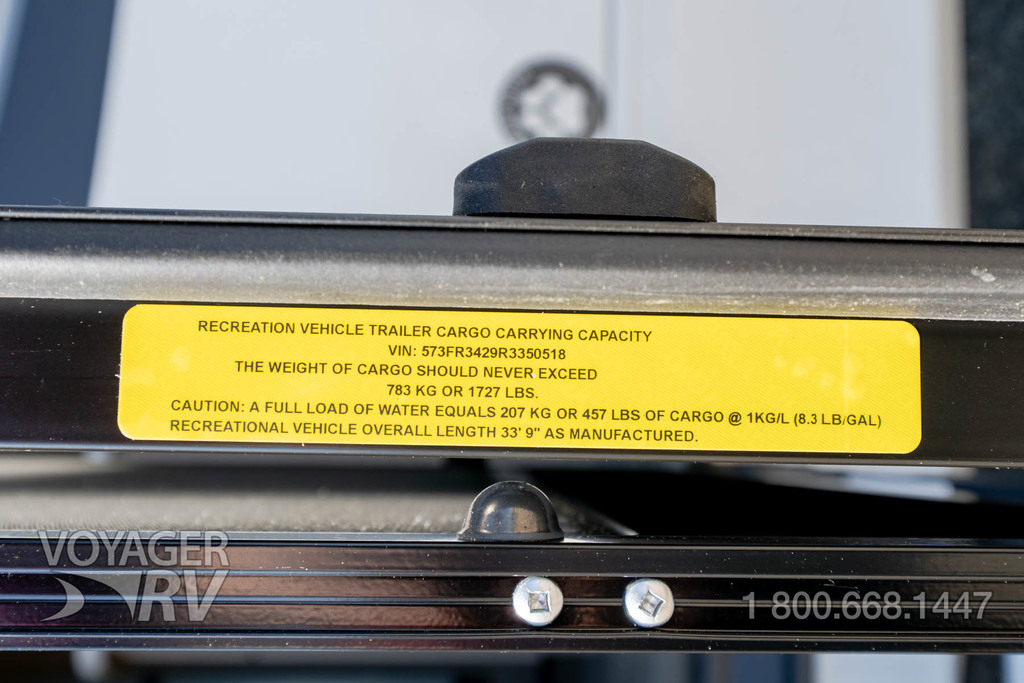 RECREATION VEHICLE TRAILER CARGO CARRYING CAPACITY
VIN: 573FR3429R3350518
THE WEIGHT OF CARGO SHOULD NEVER EXCEED
783 KG OR 1727 LBS.
CAUTION: A FULL LOAD OF WATER EQUALS 207 KG OR 457 LBS OF CARGO @ 1KG/L (8.3 LB/GAL)
RECREATIONAL VEHICLE OVERALL LENGTH 33' 9" AS MANUFACTURED.
VOYAGER
RV
1 800.668.1447